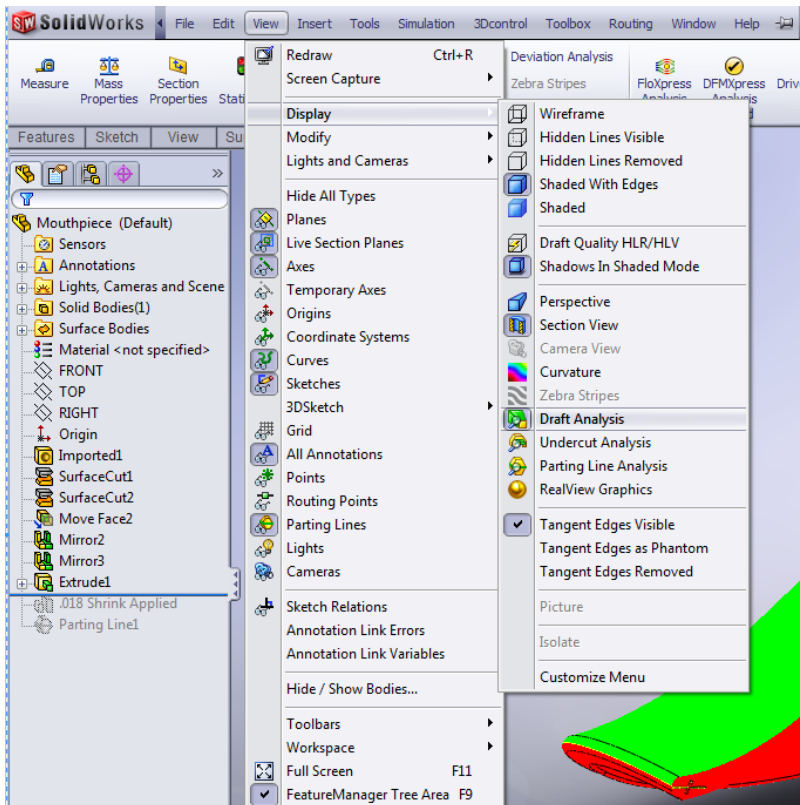 SW SolidWorks File Edit View Insert Tools Simulation 3Dcontrol Toolbox Routing Window Help
Measure
Mass Properties
Section Properties
Stati
Deviation Analysis
Zebra Stripes
FloXpress Analysis
DFMXpress Analysis
Driv
Features Sketch View Su
Mouthpiece (Default)
Sensors
Annotations
Lights, Cameras and Scene
Solid Bodies(1)
Surface Bodies
Material <not specified>
FRONT
TOP
RIGHT
Origin
Imported1
SurfaceCut1
SurfaceCut2
Move Face2
Mirror2
Mirror3
Extrude1
.018 Shrink Applied
Parting Line1
Redraw Ctrl+R
Screen Capture
Display
Modify
Lights and Cameras
Hide All Types
Planes
Live Section Planes
Axes
Temporary Axes
Origins
Coordinate Systems
Curves
Sketches
3DSketch
Grid
All Annotations
Points
Routing Points
Parting Lines
Lights
Cameras
Sketch Relations
Annotation Link Errors
Annotation Link Variables
Hide / Show Bodies...
Toolbars
Workspace
Full Screen F11
FeatureManager Tree Area F9
Wireframe
Hidden Lines Visible
Hidden Lines Removed
Shaded With Edges
Shaded
Draft Quality HLR/HLV
Shadows In Shaded Mode
Perspective
Section View
Camera View
Curvature
Zebra Stripes
Draft Analysis
Undercut Analysis
Parting Line Analysis
RealView Graphics
Tangent Edges Visible
Tangent Edges as Phantom
Tangent Edges Removed
Picture
Isolate
Customize Menu